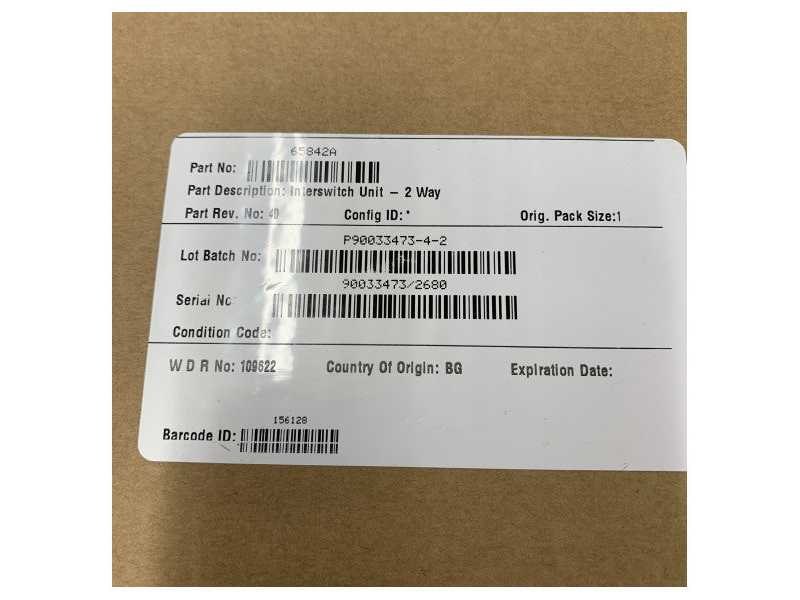 65842A
Part No:
Part Description: Interswitch Unit – 2 Way
Part Rev. No: 4D Config ID:* Orig. Pack Size:1
P90033473-4-2
Lot Batch No:
90033473/2680
Serial No:
Condition Code:
W D R No: 109622 Country Of Origin: BG Expiration Date:
156128
Barcode ID: